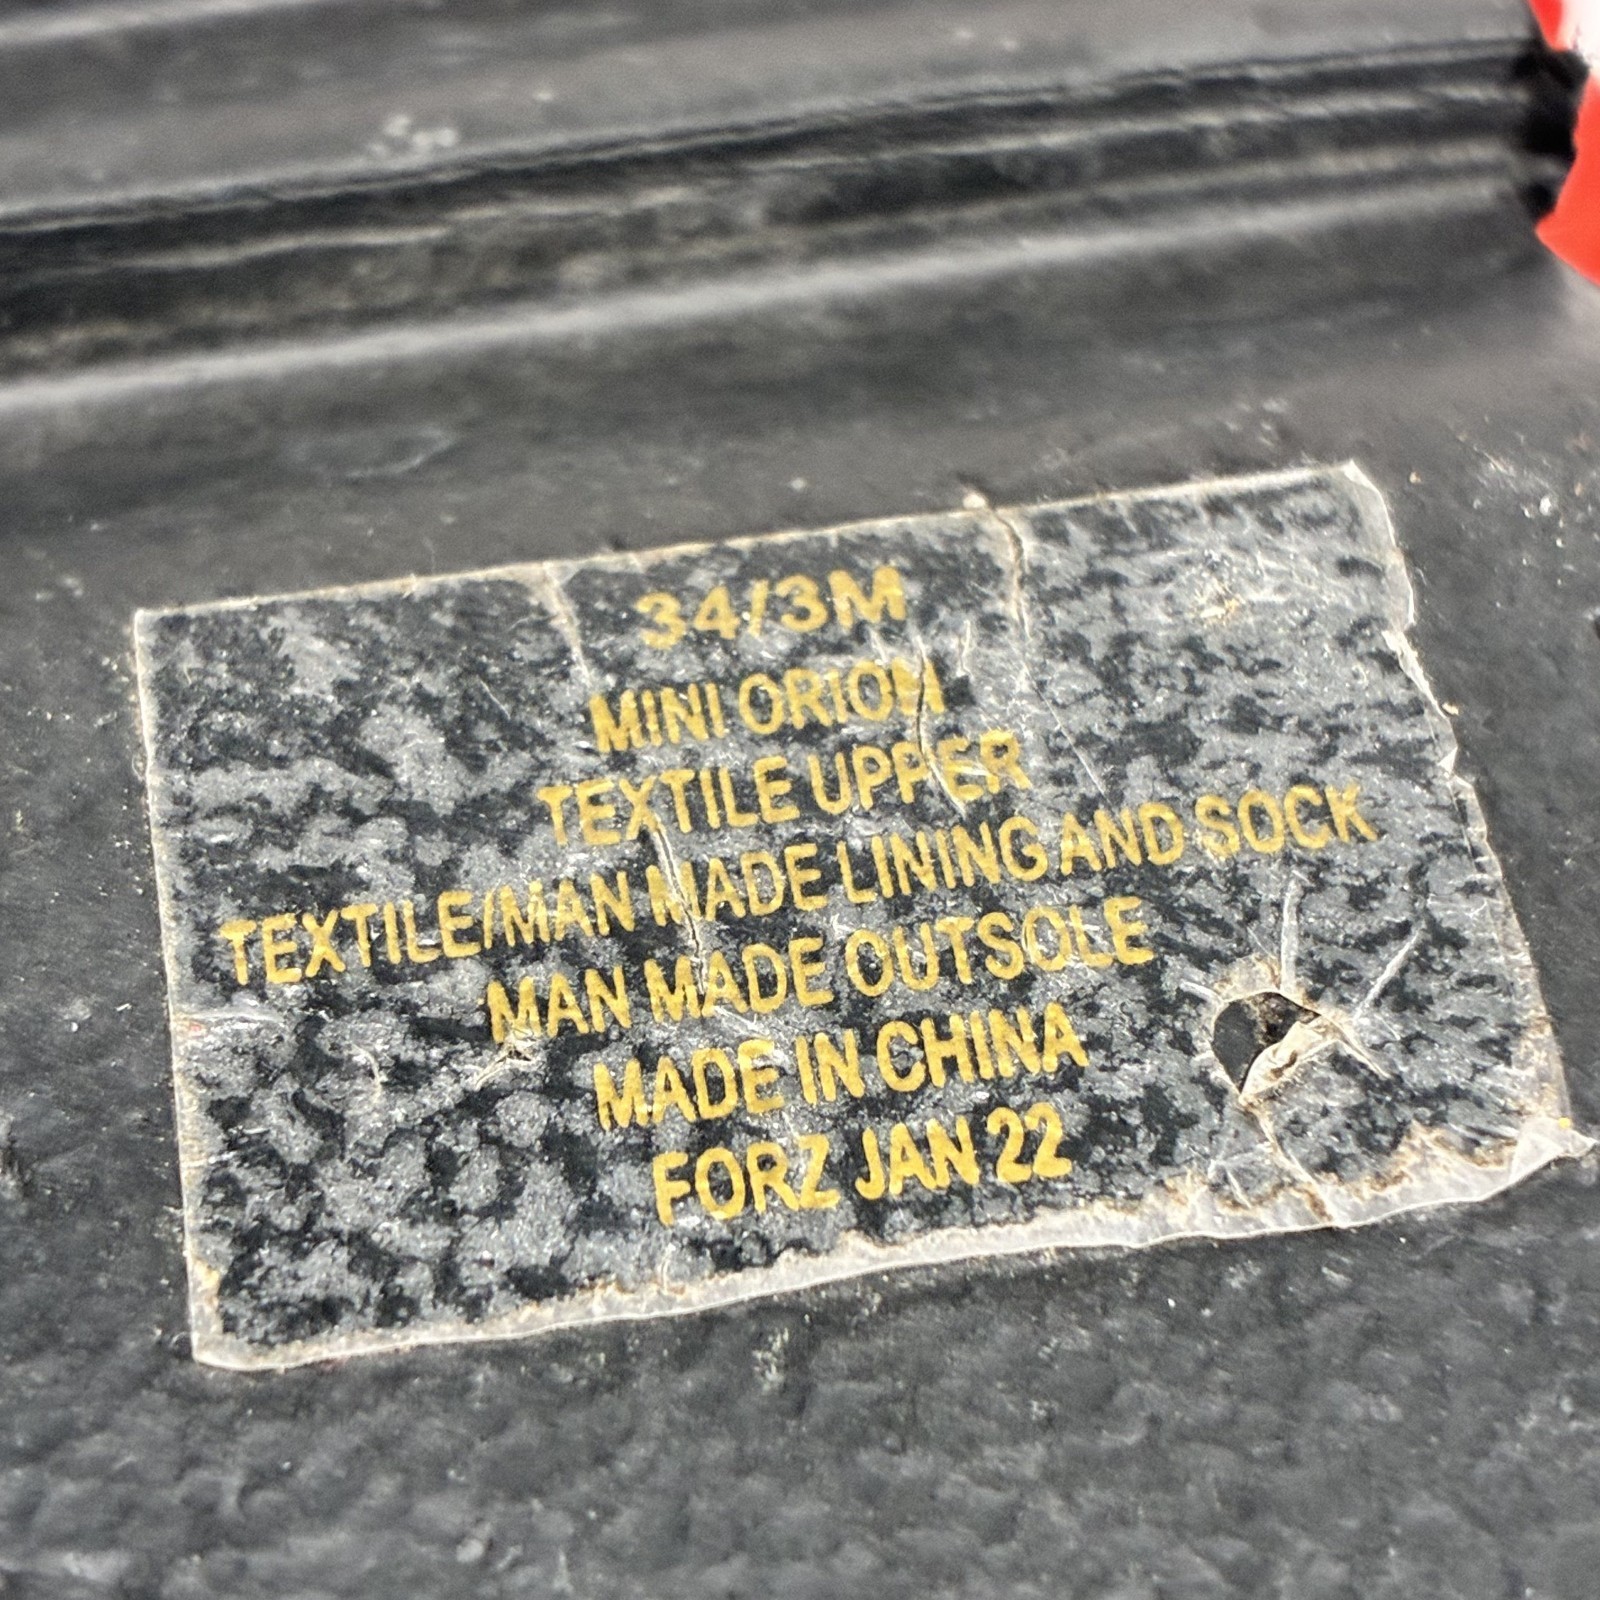 34/3M
MINI ORION
TEXTILE UPPER
TEXTILE/MAN MADE LINING AND SOCK
MAN MADE OUTSOLE
MADE IN CHINA
FORZ JAN 22